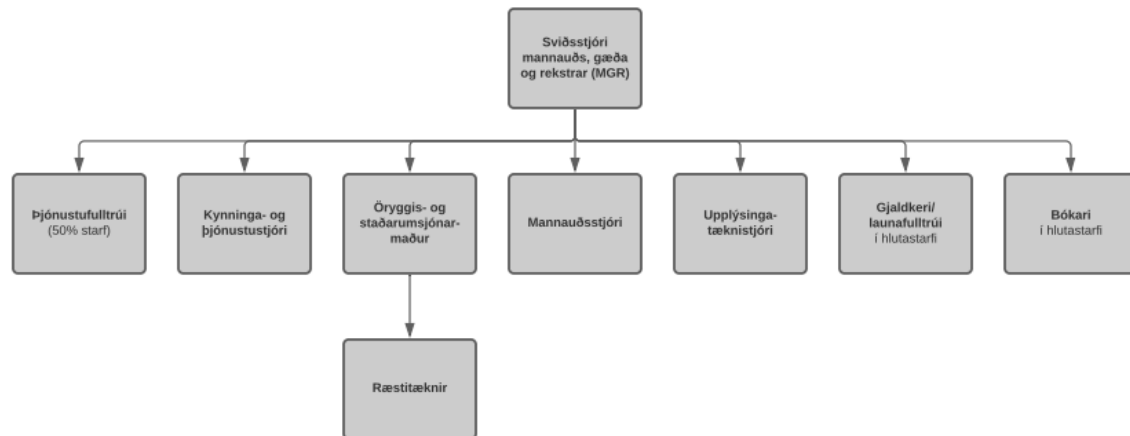 Sviðsstjóri
mannauðs, gæða
og rekstrar (MGR)
Þjónustufulltrúi
(50% starf)
Kynninga- og
þjónustustjóri
Öryggis- og
staðarumsjónar-
maður
Mannauðsstjóri
Upplýsinga-
tæknistjóri
Gjaldkeri/
launafulltrúi
í hlutastarfi
Bókari
í hlutastarfi
Ræstitæknir